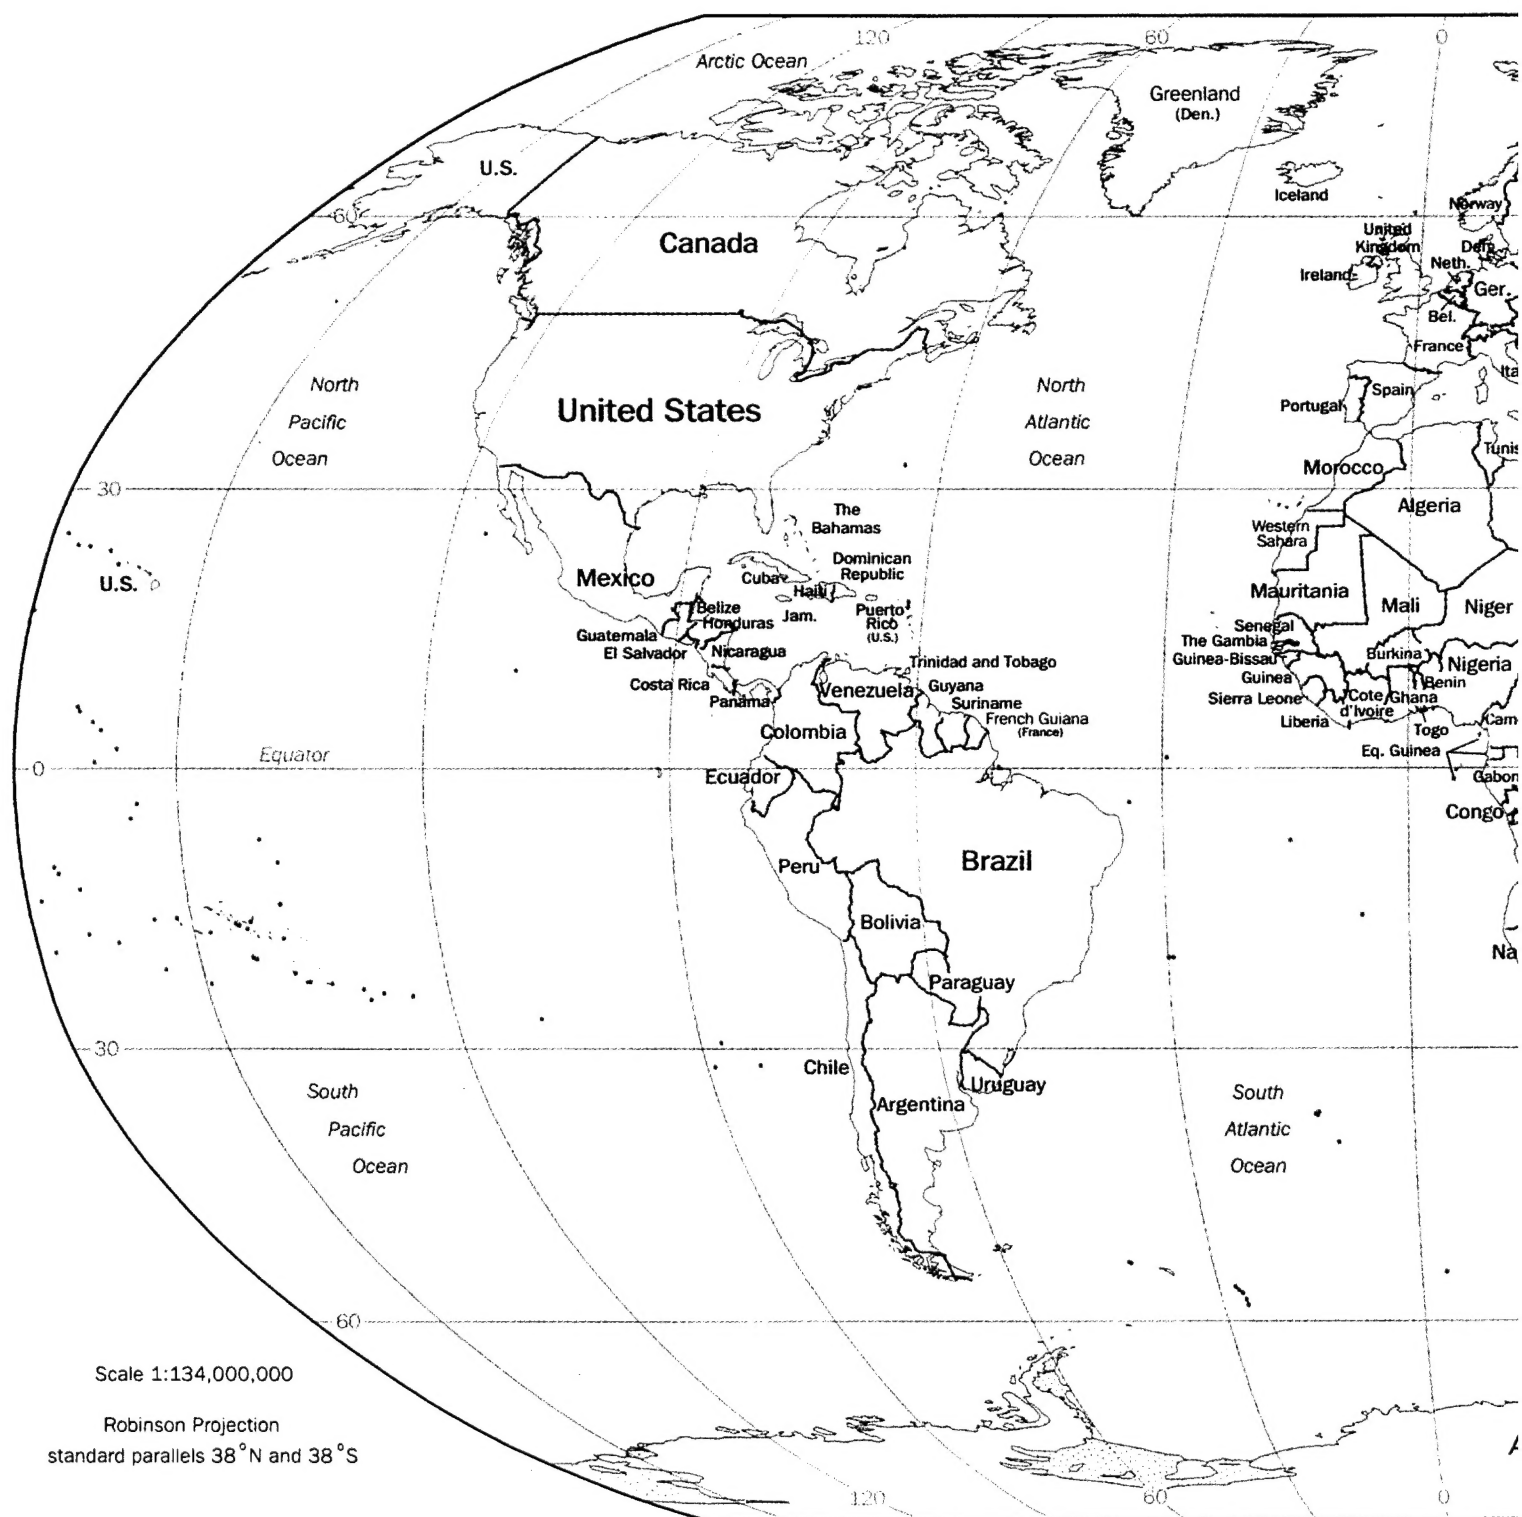 120
60
0
Arctic Ocean
Greenland
(Den.)
U.S.
Iceland
Norway
60
Canada
United
Kingdom
Ireland
Neth.
Ger.
Bel.
France
Ita
North
Pacific
Ocean
United States
North
Atlantic
Ocean
Spain
Portugal
Tunis
Morocco
30
Algeria
The
Bahamas
Western
Sahara
U.S.
Mexico
Cuba
Dominican
Republic
Haiti
Jam.
Puerto
Rico
(U.S.)
Belize
Honduras
Guatemala
El Salvador
Nicaragua
Costa Rica
Panama
Mauritania
Mali
Niger
Senegal
The Gambia
Guinea-Bissau
Guinea
Sierra Leone
Liberia
Burkina
Nigeria
Benin
Cote
d'Ivoire
Ghana
Togo
Cam
Eq. Guinea
Gabon
Congo
Trinidad and Tobago
Venezuela
Guyana
Suriname
French Guiana
(France)
Colombia
Equator
0
Ecuador
Peru
Brazil
Bolivia
Na
Paraguay
30
Chile
Uruguay
Argentina
South
Pacific
Ocean
South
Atlantic
Ocean
60
Scale 1:134,000,000
Robinson Projection
standard parallels 38°N and 38°S
120
60
0